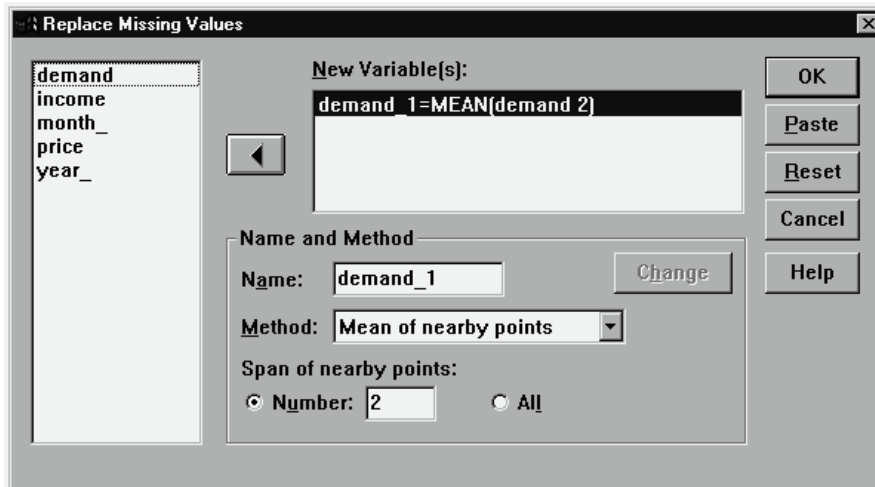 Replace Missing Values
demand
income
month_
price
year_
New Variable(s):
demand_1=MEAN(demand 2)
OK
Paste
Reset
Cancel
Help
Name and Method
Name: demand_1
Change
Method: Mean of nearby points
Span of nearby points:
Number: 2 All